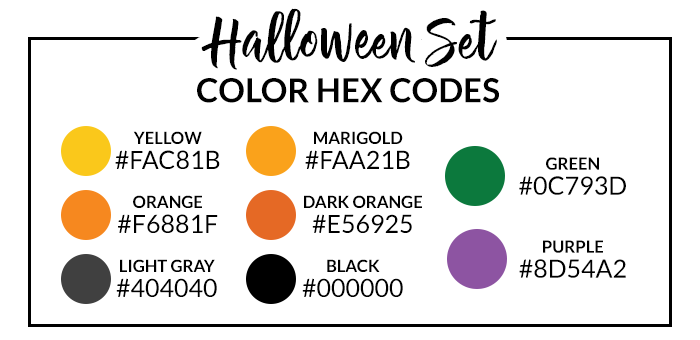 Halloween Set
COLOR HEX CODES
YELLOW
#FAC81B
MARIGOLD
#FAA21B
ORANGE
#F6881F
DARK ORANGE
#E56925
LIGHT GRAY
#404040
BLACK
#000000
GREEN
#0C793D
PURPLE
#8D54A2